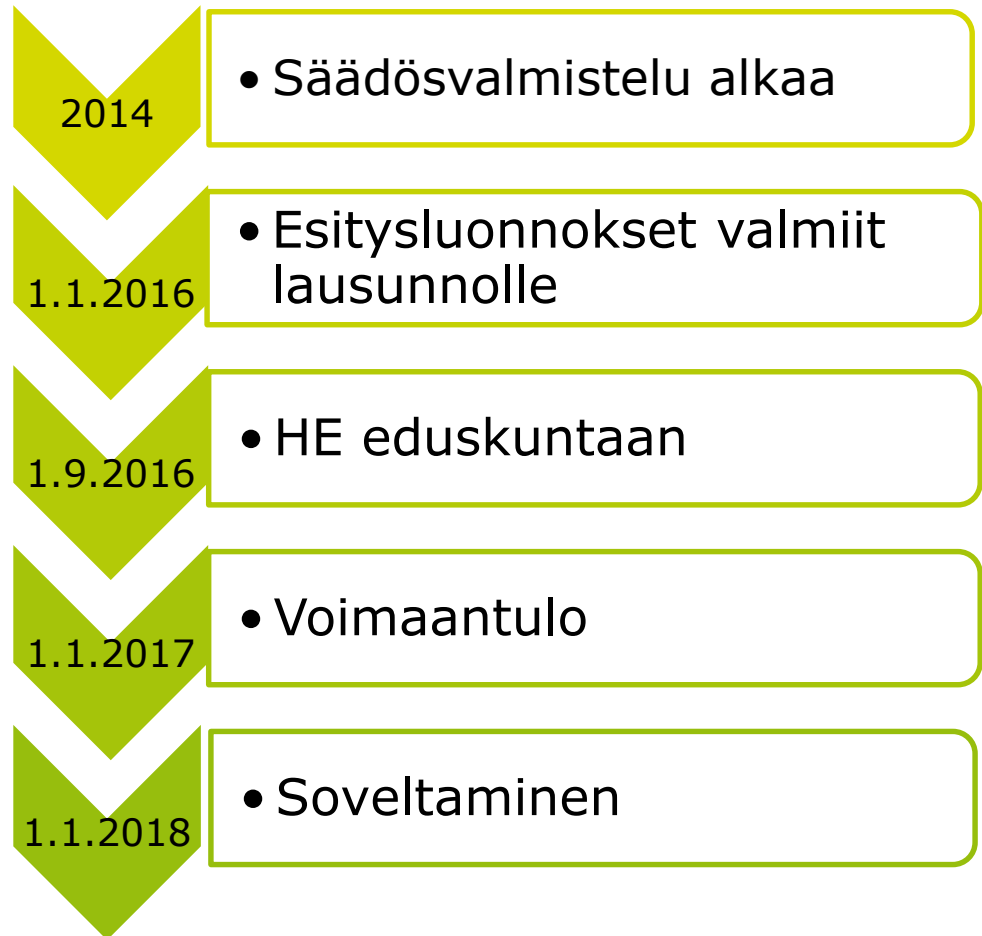 2014
• Säädösvalmistelu alkaa
1.1.2016
• Esitysluonnokset valmiit
lausunnolle
1.9.2016
• HE eduskuntaan
1.1.2017
• Voimaantulo
1.1.2018
• Soveltaminen